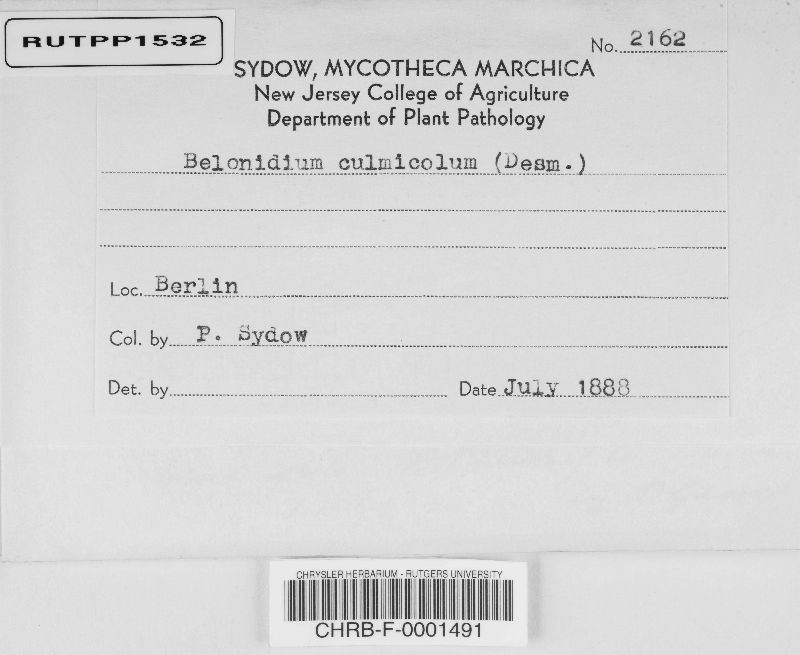 RUTPP1532
No. 2162
SYDOW, MYCOTHECA MARCHICA
New Jersey College of Agriculture
Department of Plant Pathology
Belonidium culmicolum (Desm.)
Loc. Berlin
Col. by P. Sydow
Det. by Date July 1888
CHRYSLER HERBARIUM - RUTGERS UNIVERSITY
CHRB-F-0001491